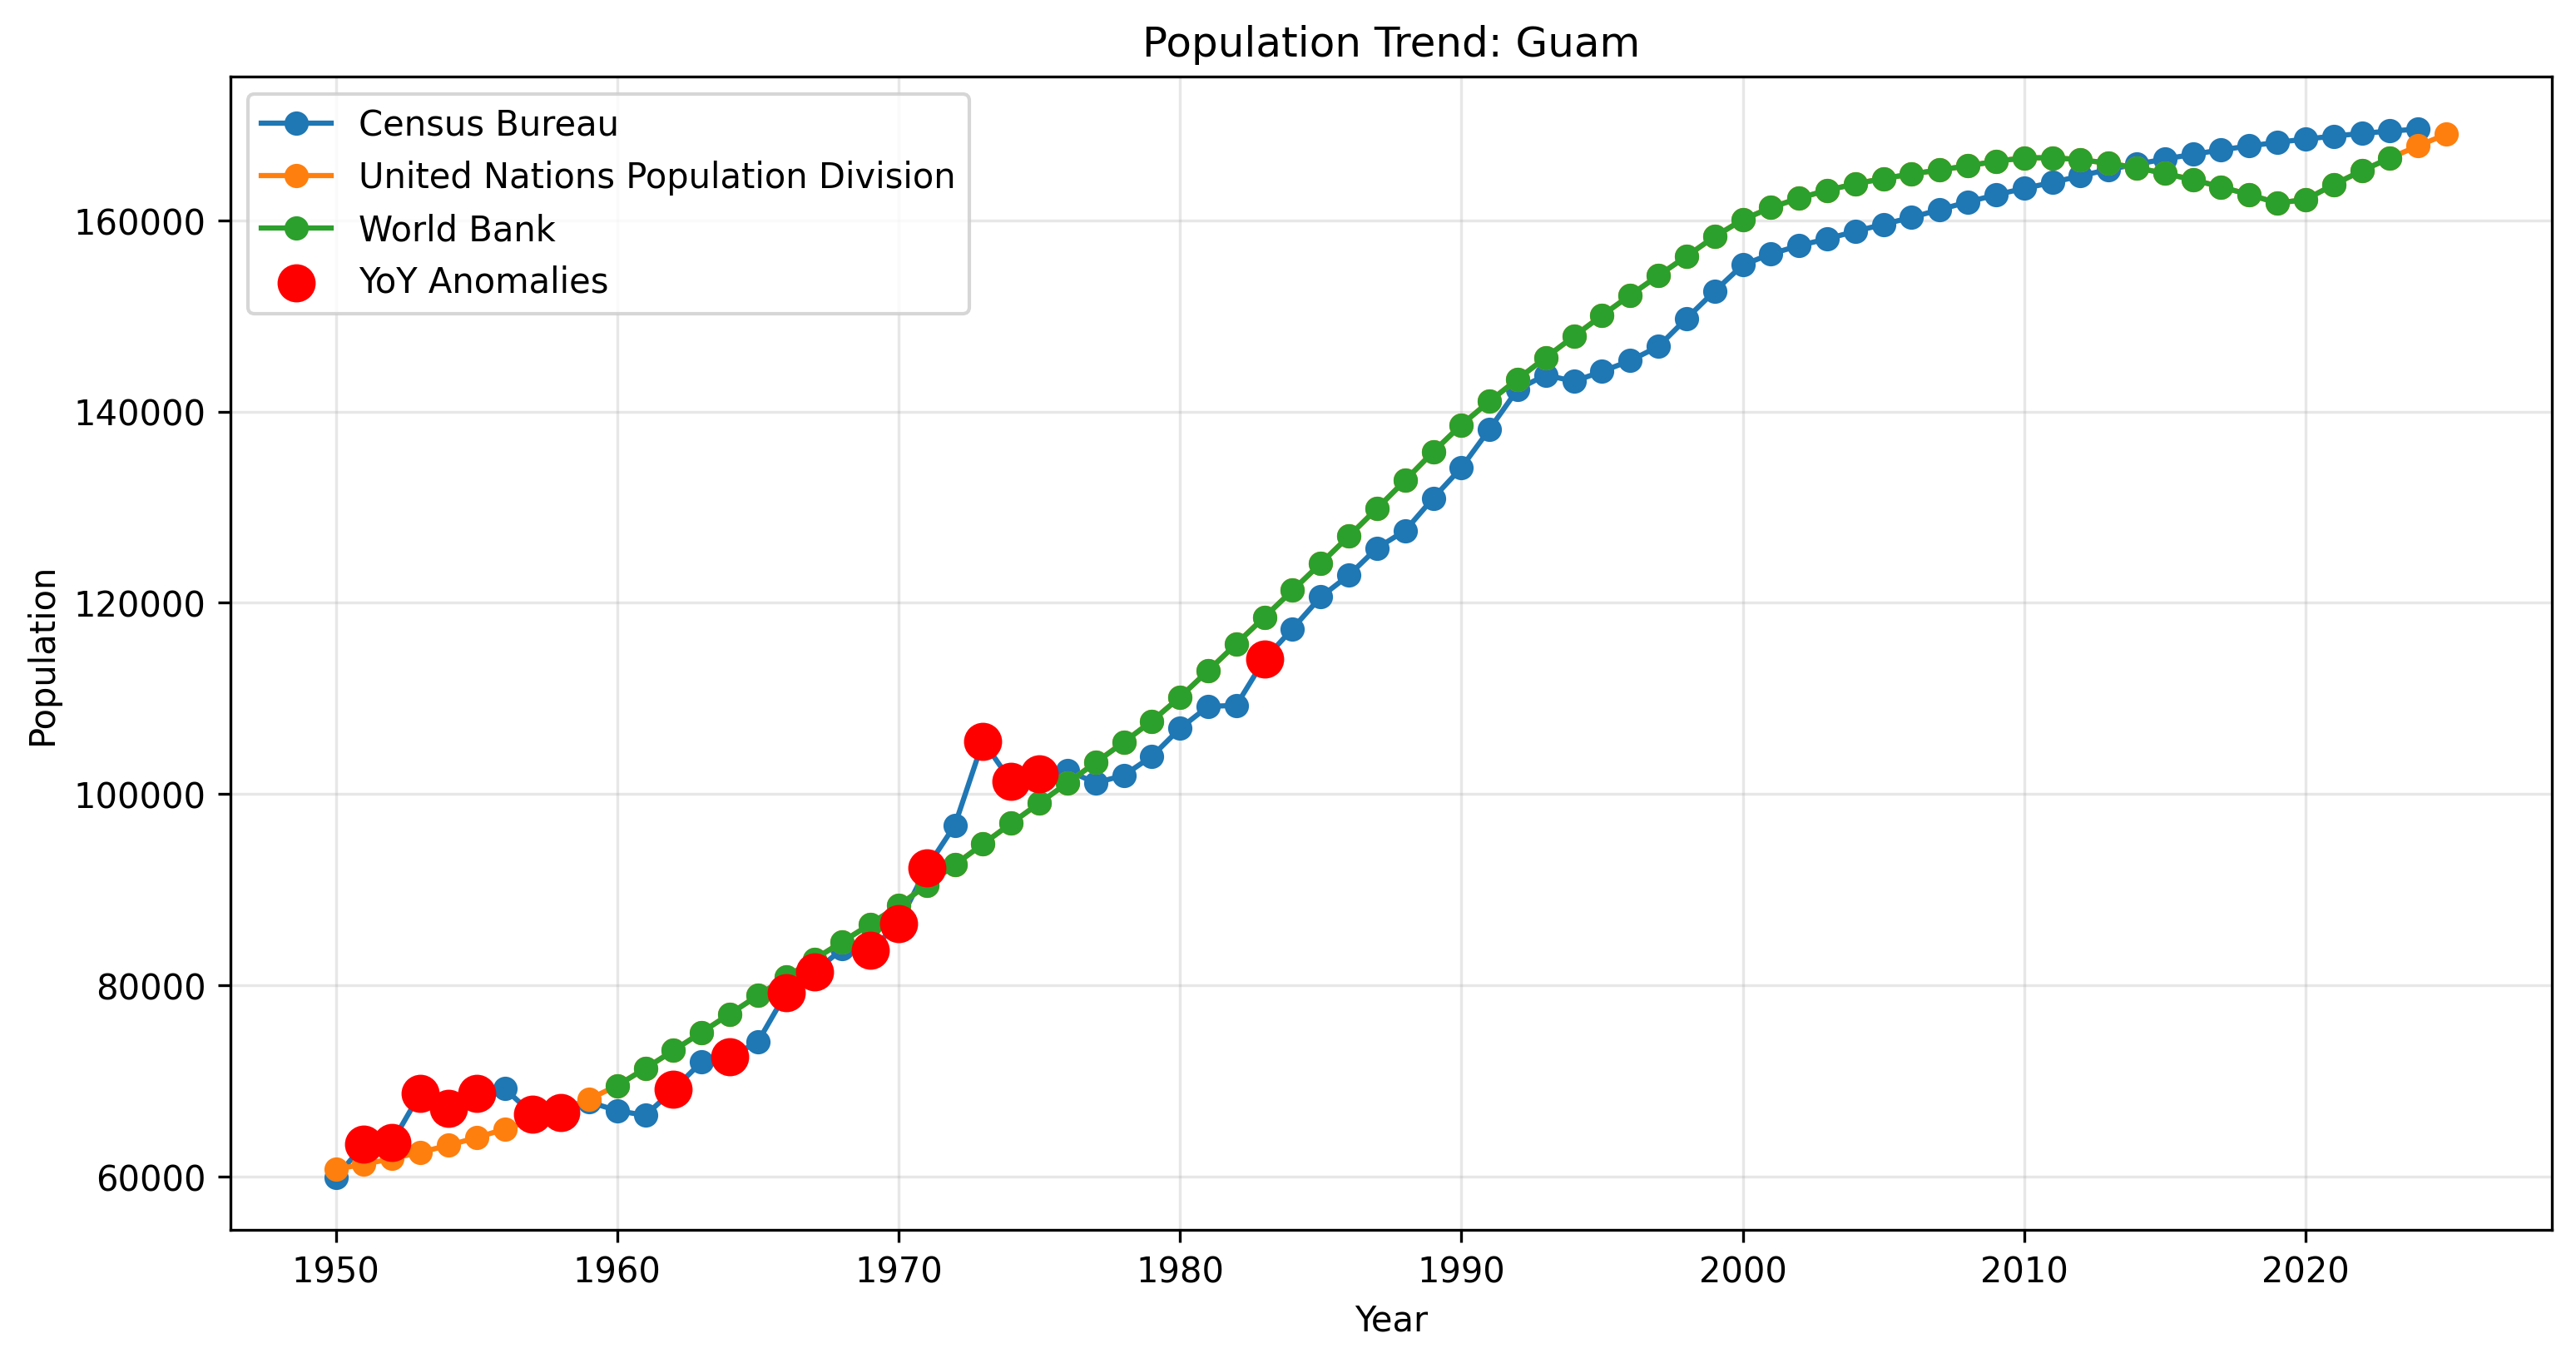 Population Trend: Guam
Census Bureau
United Nations Population Division
World Bank
YoY Anomalies
160000
140000
120000
100000
80000
60000
Population
1950 1960 1970 1980 1990 2000 2010 2020
Year